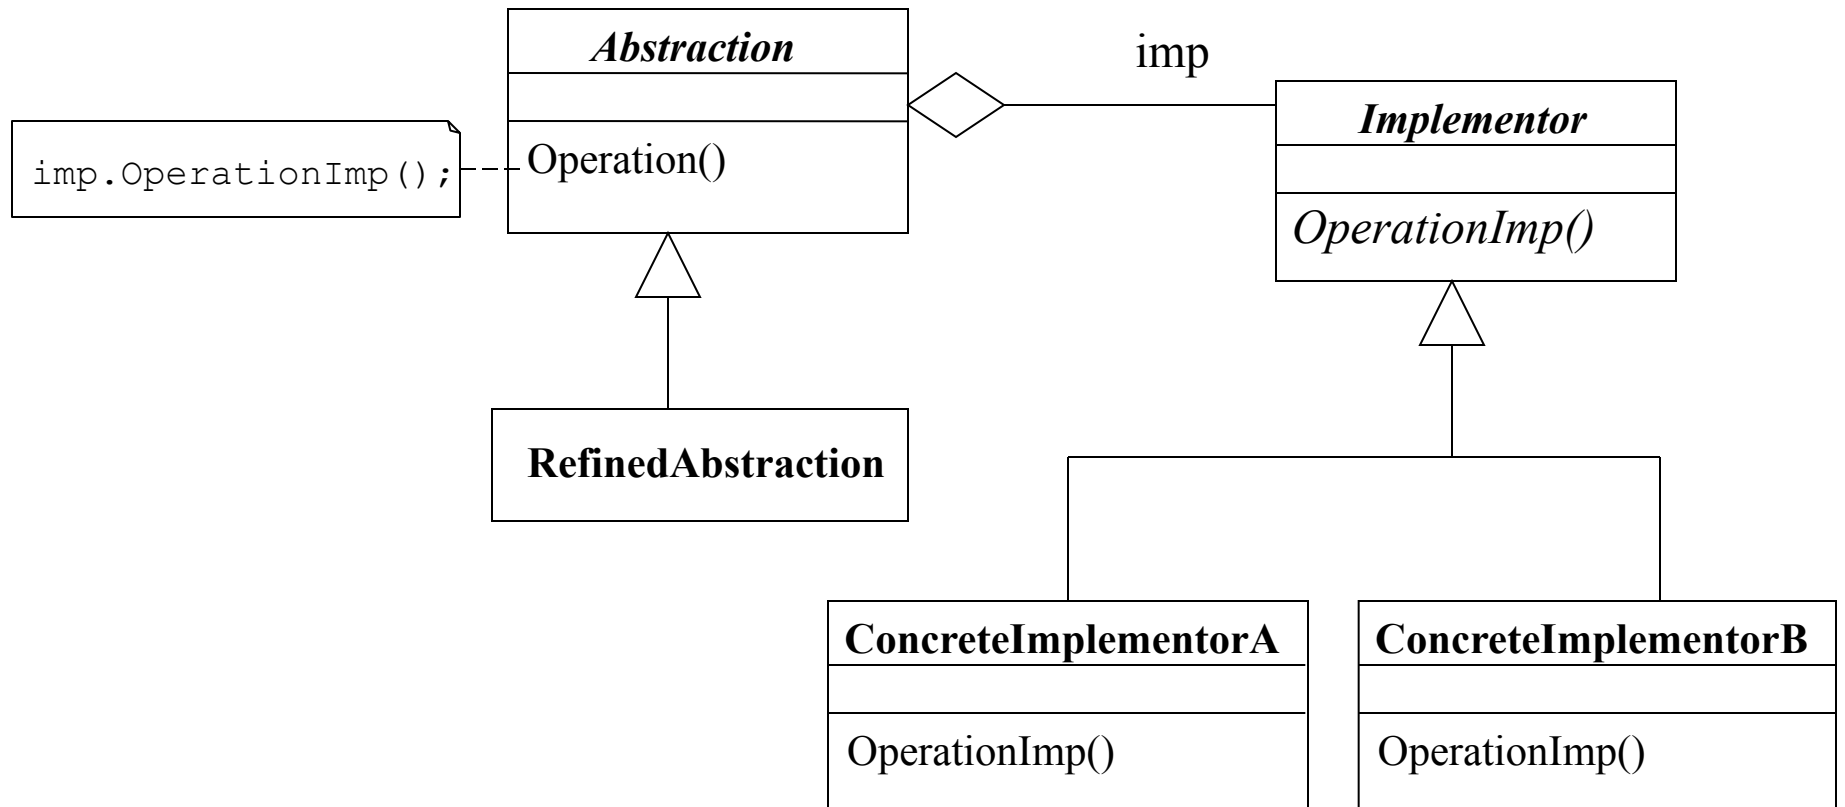 Abstraction
imp
Implementor
imp.OperationImp();
Operation()
OperationImp()
RefinedAbstraction
ConcreteImplementorA
ConcreteImplementorB
OperationImp()
OperationImp()